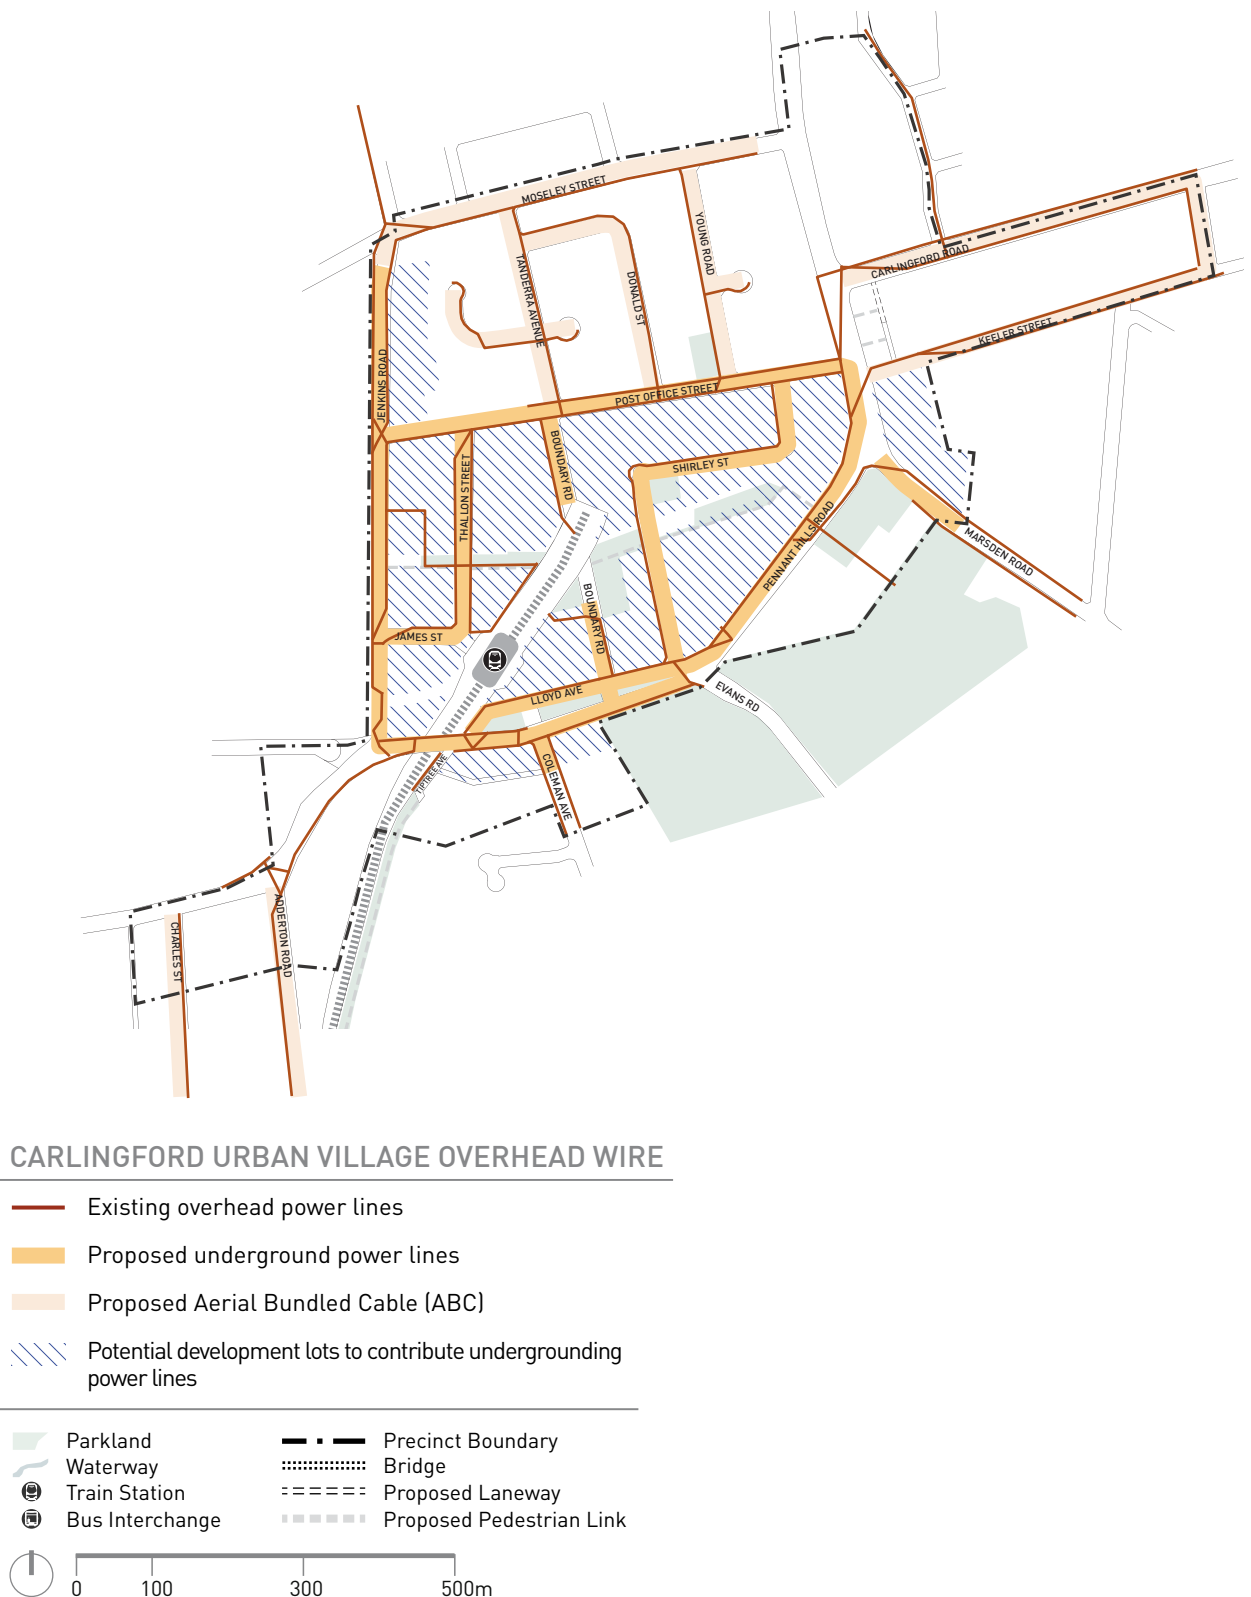 MOSELEY STREET
YOUNG ROAD
TANDERRA AVENUE
DONALD ST
CARLINGFORD ROAD
KEELER STREET
JENKINS ROAD
POST OFFICE STREET
BOUNDARY RD
THALLON STREET
SHIRLEY ST
PENNANT HILLS ROAD
MARSDEN ROAD
BOUNDARY RD
JAMES ST
LLOYD AVE
EVANS RD
TIPTREE AVE
COLEMAN AVE
CHARLES ST
ADDERTON ROAD
CARLINGFORD URBAN VILLAGE OVERHEAD WIRE
Existing overhead power lines
Proposed underground power lines
Proposed Aerial Bundled Cable (ABC)
Potential development lots to contribute undergrounding
power lines
Parkland
Waterway
Train Station
Bus Interchange
Precinct Boundary
Bridge
Proposed Laneway
Proposed Pedestrian Link
0 100 300 500m